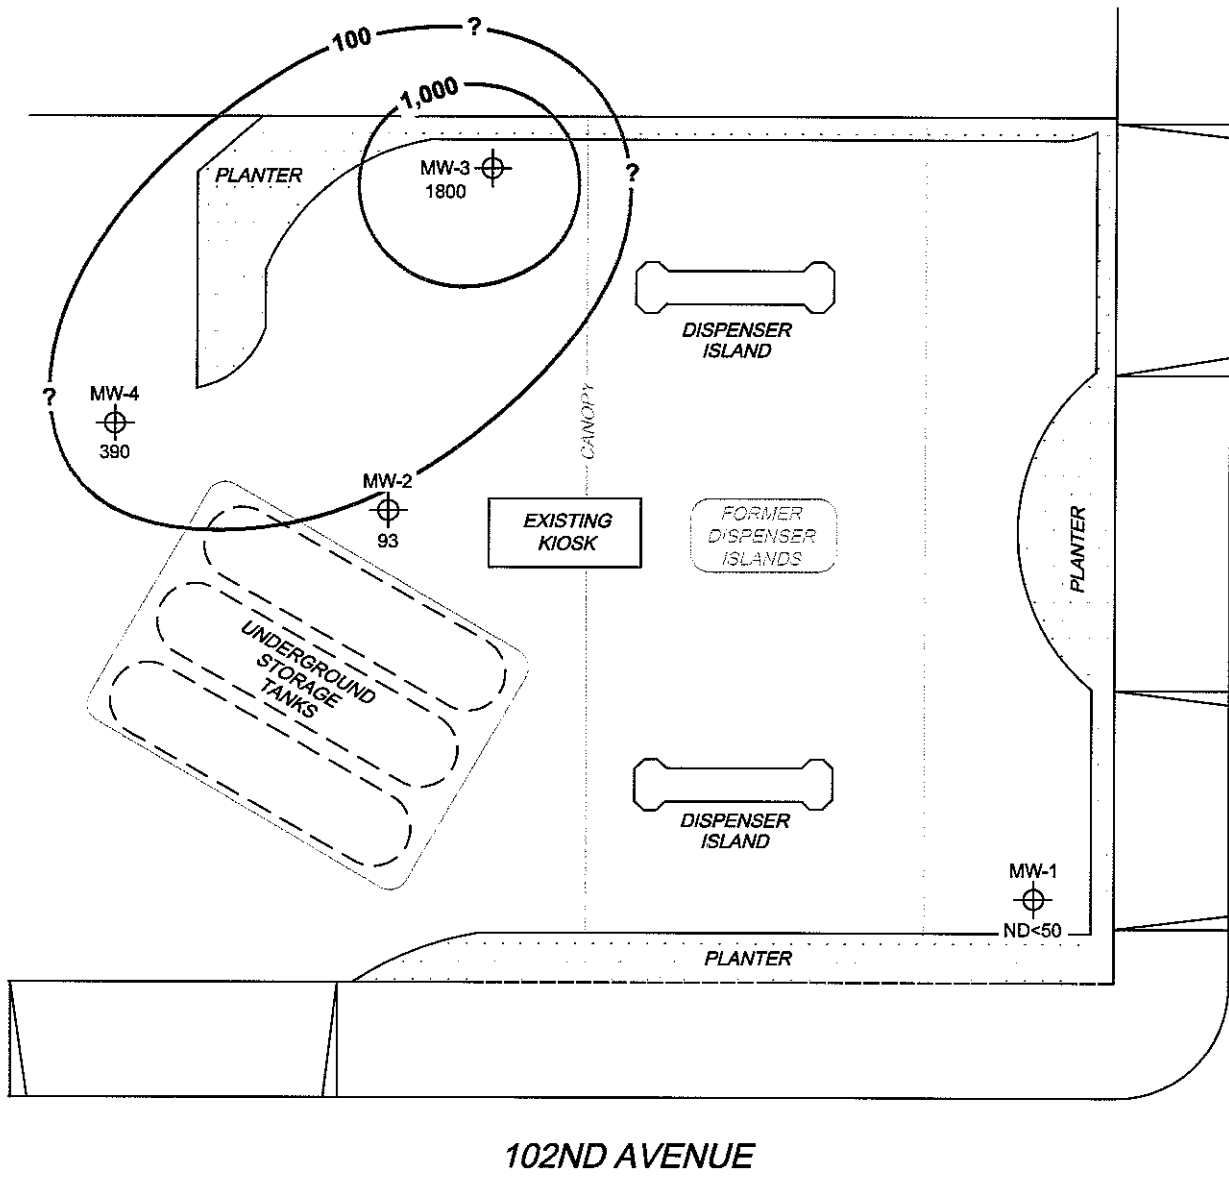 ?
100
1,000
MW-3
1800
PLANTER
?
DISPENSER
ISLAND
?
MW-4
390
CANOPY
MW-2
93
EXISTING
KIOSK
FORMER
DISPENSER
ISLANDS
PLANTER
UNDERGROUND
STORAGE
TANKS
DISPENSER
ISLAND
MW-1
ND<50
PLANTER
102ND AVENUE